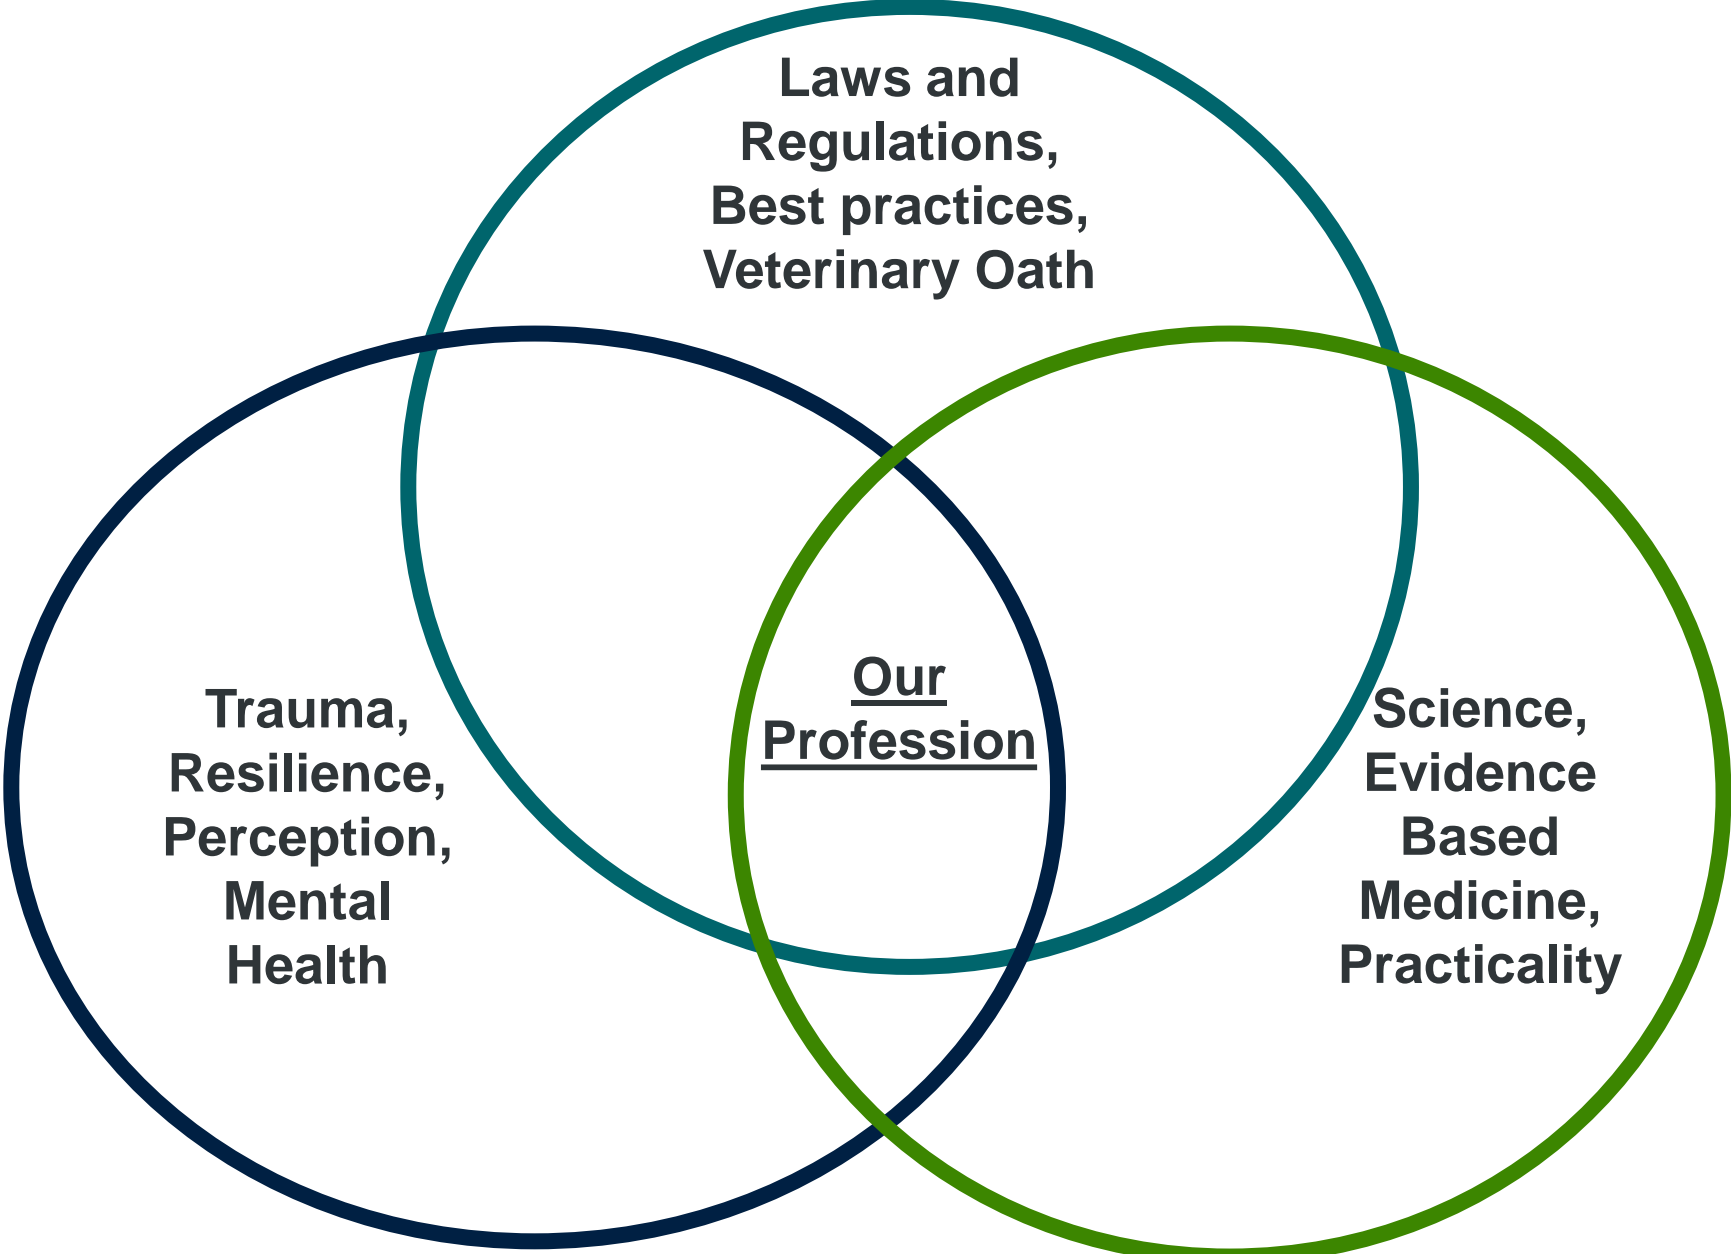 Laws and
Regulations,
Best practices,
Veterinary Oath
Our
Profession
Trauma,
Resilience,
Perception,
Mental
Health
Science,
Evidence
Based
Medicine,
Practicality